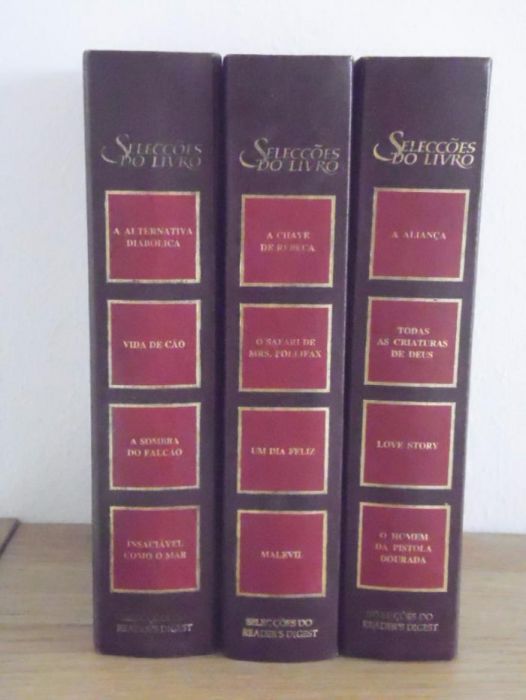 SELECÇÕES
DO LIVRO
A ALTERNATIVA
DIABÓLICA
VIDA DE CÃO
A SOMBRA
DO FALCÃO
INSACIÁVEL
COMO O MAR
SELECÇÕES DO
READER'S DIGEST
SELECÇÕES
DO LIVRO
A CHAVE
DE REBECA
O SAFARI DE
MRS. POLLIFAX
UM DIA FELIZ
MALEVIL
SELECÇÕES DO
READER'S DIGEST
SELECÇÕES
DO LIVRO
A ALIANÇA
TODAS
AS CRIATURAS
DE DEUS
LOVE STORY
O HOMEM
DA PISTOLA
DOURADA
SELECÇÕES DO
READER'S DIGEST